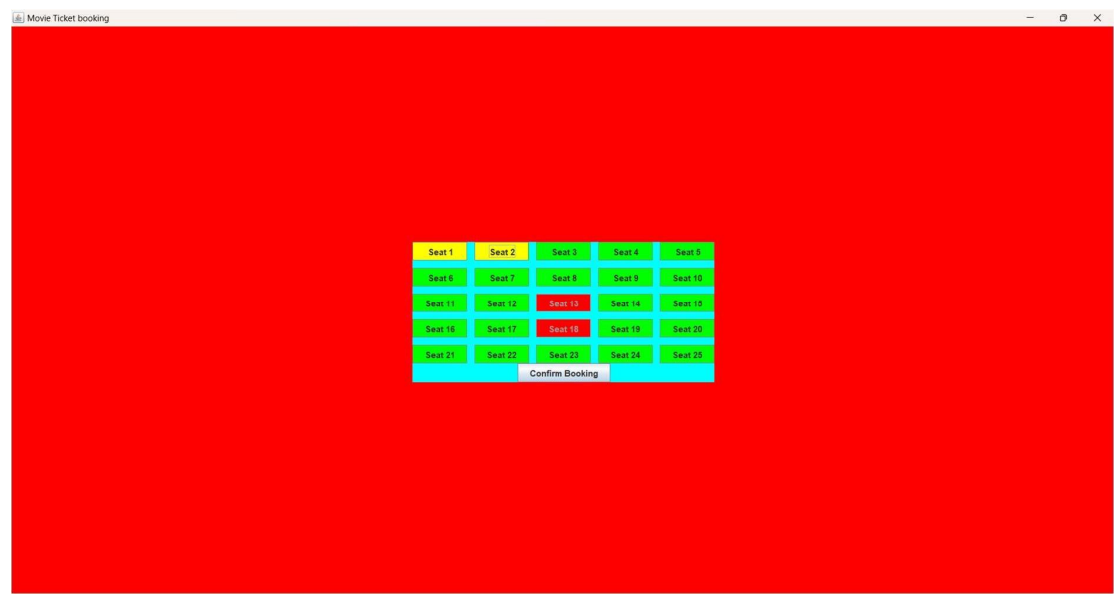 Movie Ticket booking
Seat 1 Seat 2 Seat 3 Seat 4 Seat 5
Seat 6 Seat 7 Seat 8 Seat 9 Seat 10
Seat 11 Seat 12 Seat 13 Seat 14 Seat 15
Seat 16 Seat 17 Seat 18 Seat 19 Seat 20
Seat 21 Seat 22 Seat 23 Seat 24 Seat 25
Confirm Booking